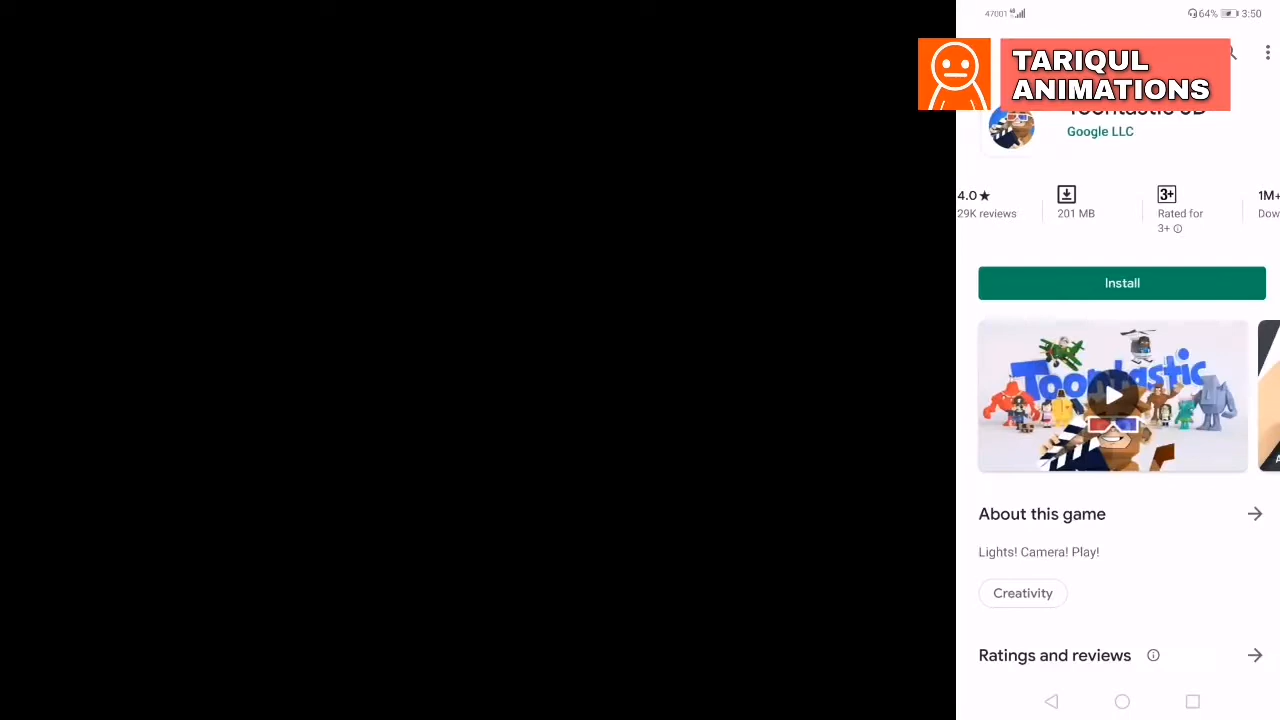 47001 64% 3:50
TARIQUL
ANIMATIONS
Toontastic 3D
Google LLC
4.0★
29K reviews
201 MB
3+
Rated for
3+
1M+
Dow
Install
Toontastic
About this game
Lights! Camera! Play!
Creativity
Ratings and reviews